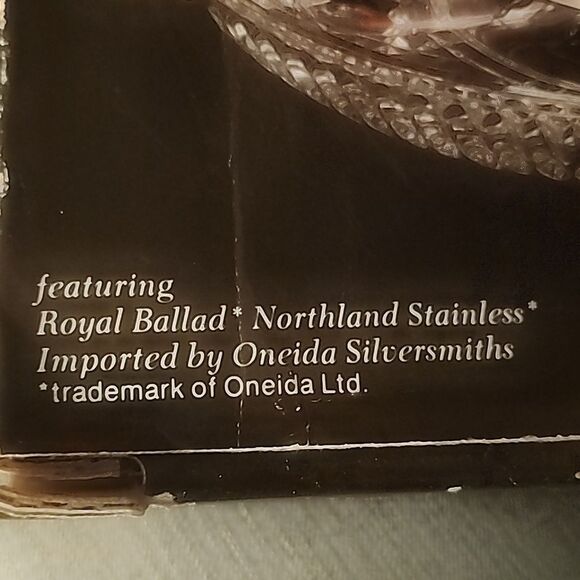 featuring
Royal Ballad* Northland Stainless*
Imported by Oneida Silversmiths
*trademark of Oneida Ltd.